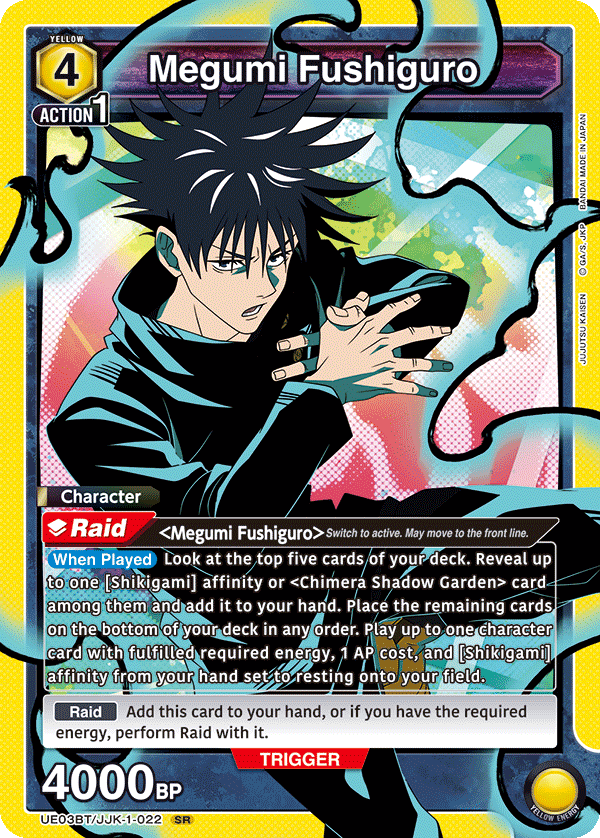 YELLOW
4
Megumi Fushiguro
ACTION 1
JUJUTSU KAISEN © GA/S, JKP BANDAI MADE IN JAPAN
Character
Raid <Megumi Fushiguro> Switch to active. May move to the front line.
When Played Look at the top five cards of your deck. Reveal up
to one [Shikigami] affinity or <Chimera Shadow Garden> card
among them and add it to your hand. Place the remaining cards
on the bottom of your deck in any order. Play up to one character
card with fulfilled required energy, 1 AP cost, and [Shikigami]
affinity from your hand set to resting onto your field.
Raid Add this card to your hand, or if you have the required
energy, perform Raid with it.
TRIGGER
4000 BP
YELLOW ENERGY
UE03BT/JJK-1-022 SR